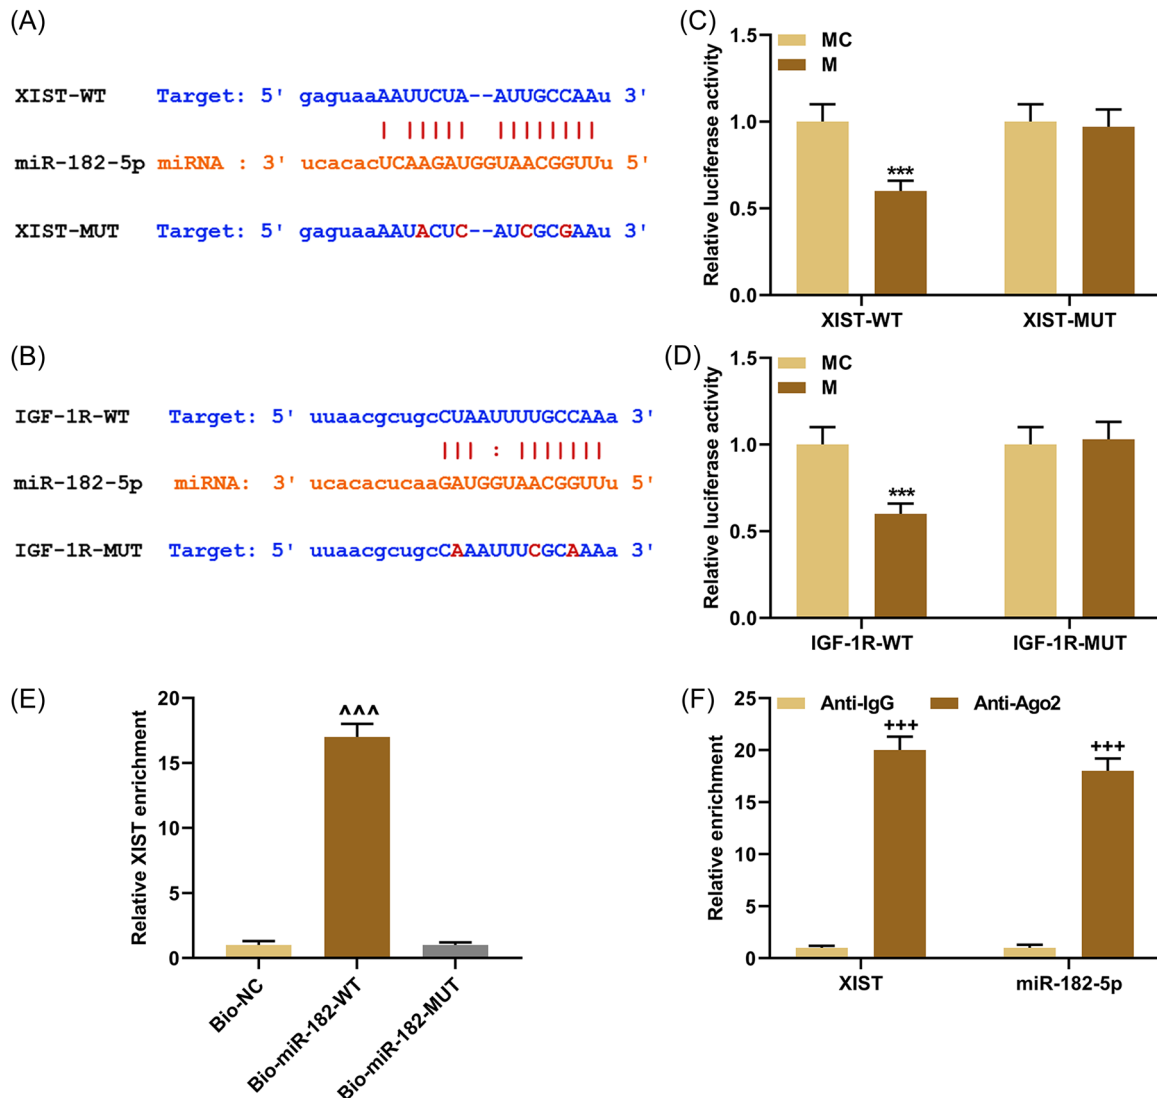 (A)
XIST-WT Target: 5' gaguaaAAUUCUA--AUUGCCAAu 3'
| ||||| ||||||||
miR-182-5p miRNA : 3' ucacacUCAAGAUGGUAACGGUUu 5'
XIST-MUT Target: 5' gaguaaAAUACUC--AUCGCGAAu 3'
(B)
IGF-1R-WT Target: 5' uuaacgcugcCUAAUUUUGCCAAa 3'
||| : |||||||
miR-182-5p miRNA: 3' ucacacucaaGAUGGUAACGGUUu 5'
IGF-1R-MUT Target: 5' uuaacgcugcCAAAUUUCGCAAAa 3'
(C)
MC
M
Relative luciferase activity
1.5
1.0
0.5
0.0
***
XIST-WT XIST-MUT
(D)
MC
M
Relative luciferase activity
1.5
1.0
0.5
0.0
***
IGF-1R-WT IGF-1R-MUT
(E)
Relative XIST enrichment
20
15
10
5
0
^^^
Bio-NC
Bio-miR-182-WT
Bio-miR-182-MUT
(F)
Anti-IgG Anti-Ago2
Relative enrichment
25
20
15
10
5
0
+++
+++
XIST miR-182-5p